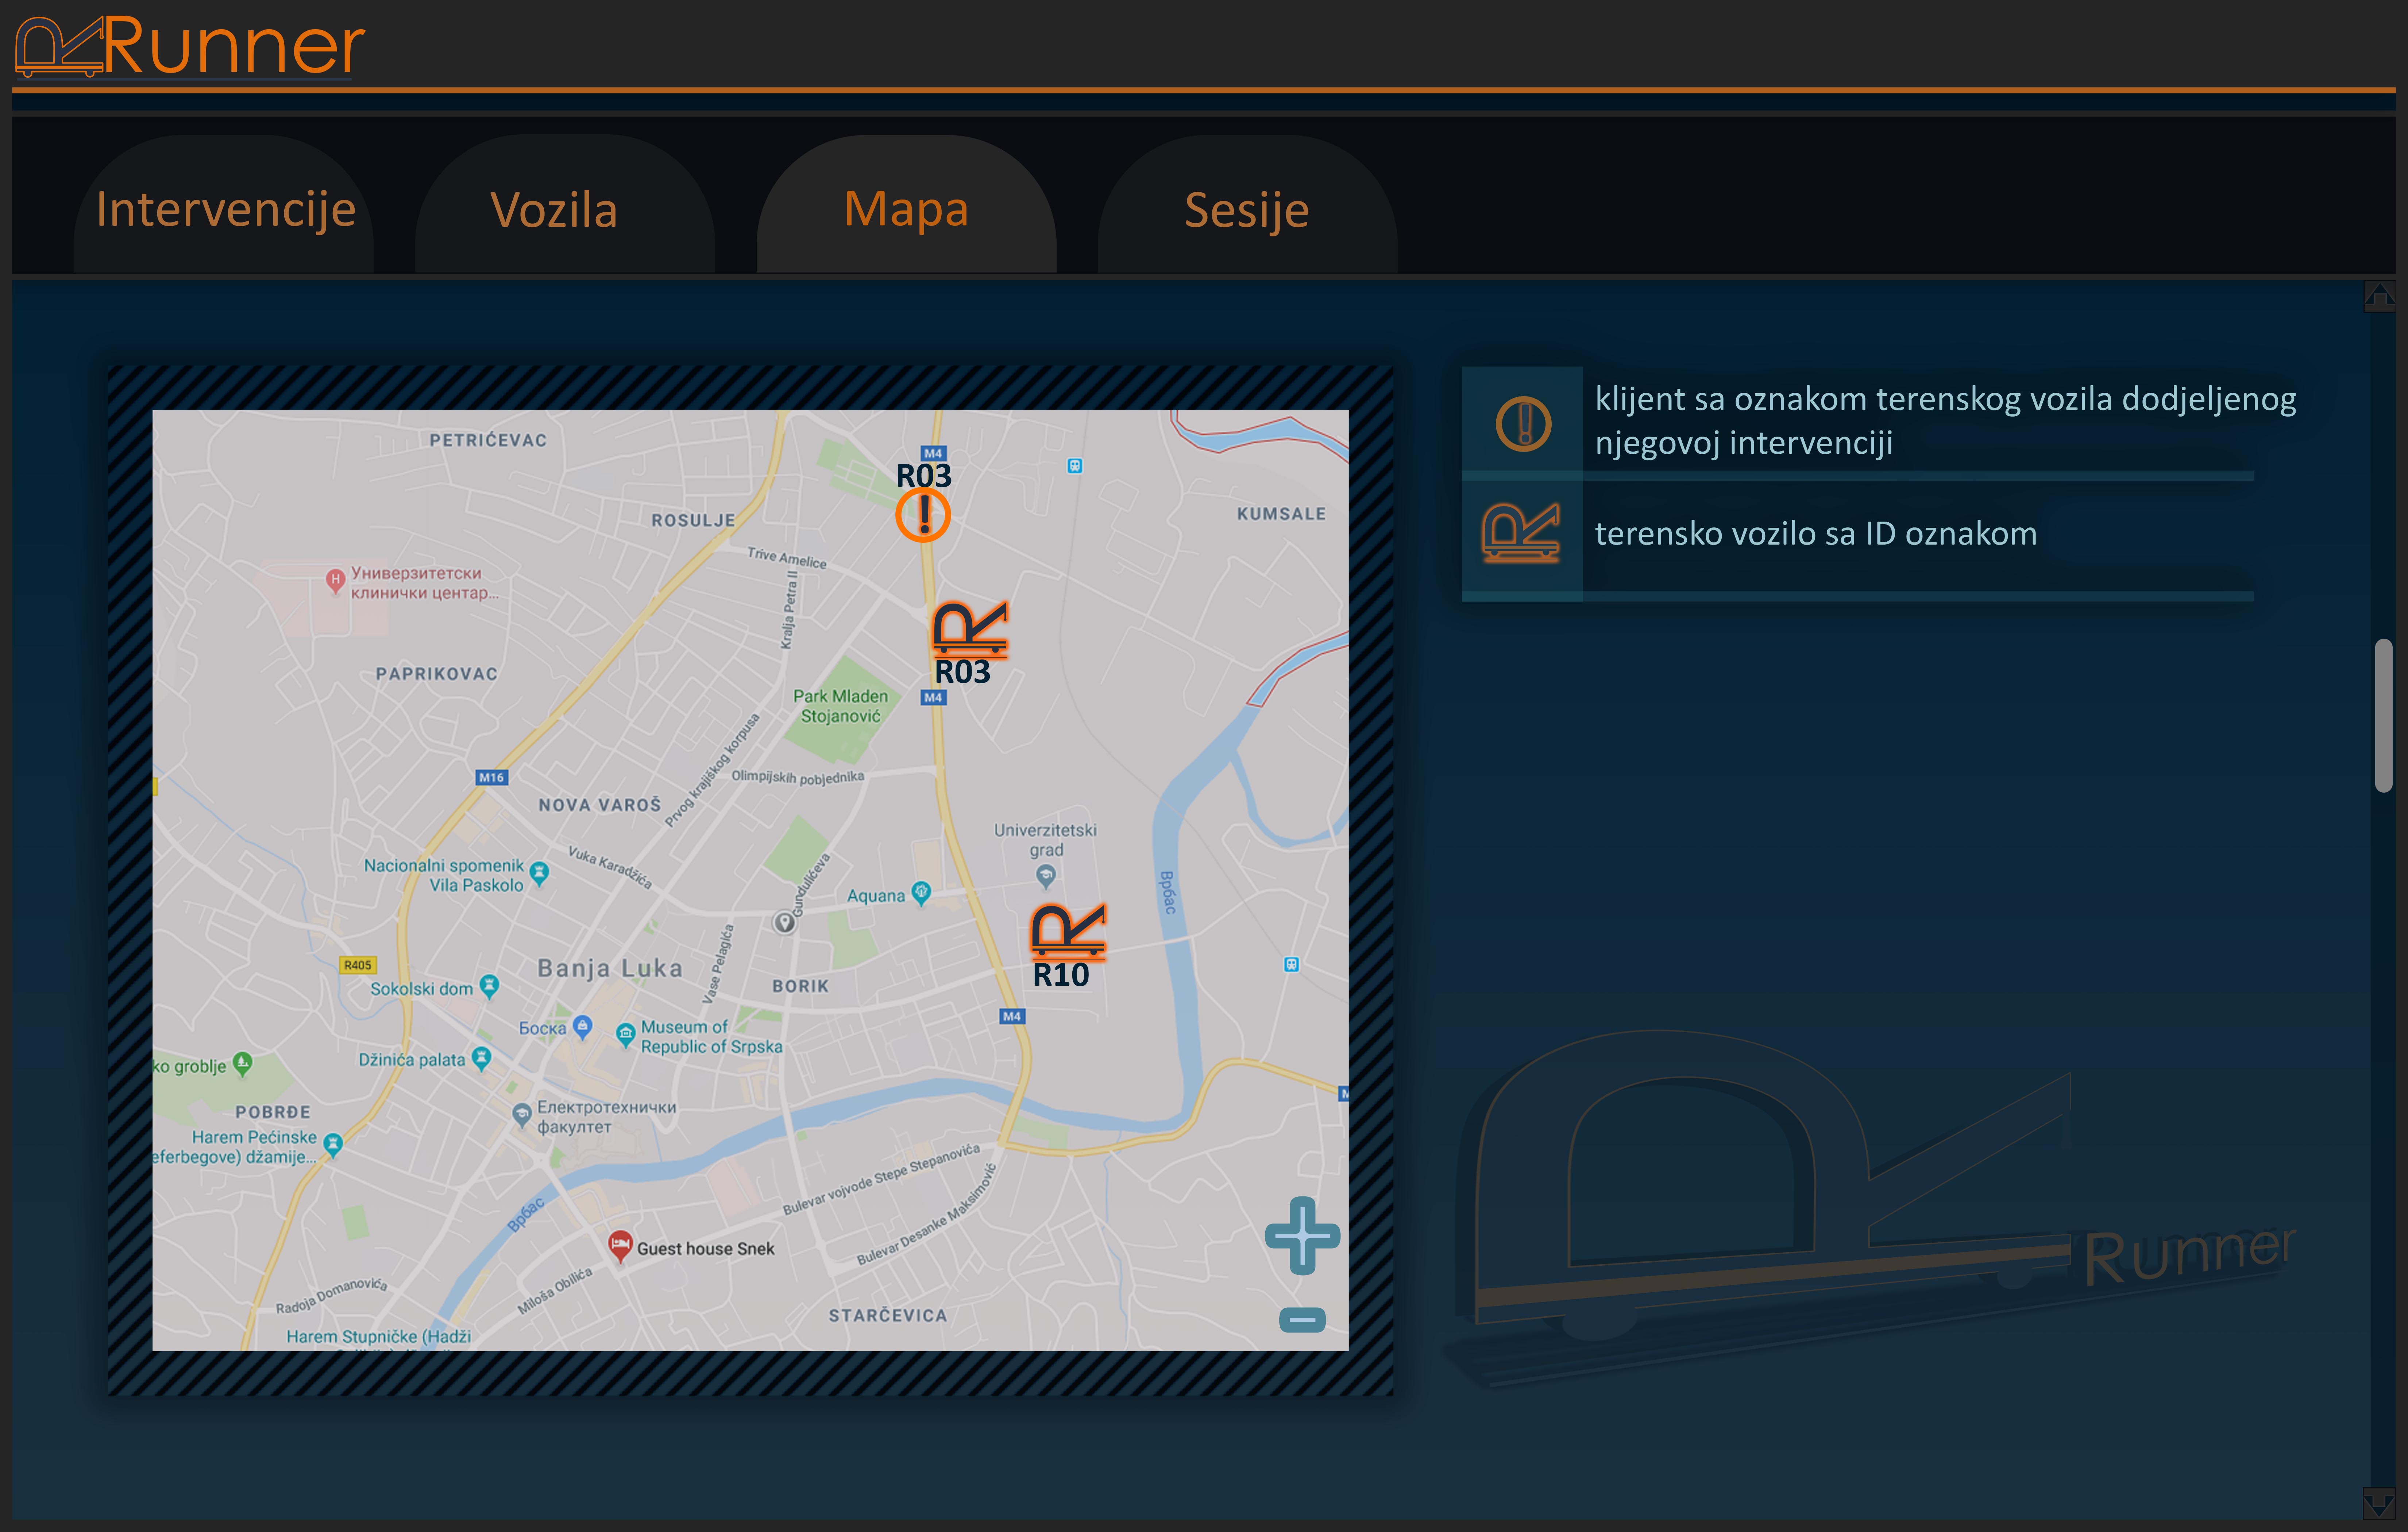 Runner
Intervencije
Vozila
Mapa
Sesije
klijent sa oznakom terenskog vozila dodjeljenog
njegovoj intervenciji
terensko vozilo sa ID oznakom
PETRIĆEVAC
M4
R03
ROSULJE
KUMSALE
Trive Amelice
Универзитетски
клинички центар...
Kralja Petra II
R03
PAPRIKOVAC
Park Mladen
Stojanović
M4
Prvog krajiškog korpusa
M16
Olimpijskih pobjednika
NOVA VAROŠ
Univerzitetski
grad
Vuka Karadžića
Nacionalni spomenik
Vila Paskolo
Gundulićeva
Aquana
Врбас
R405
Banja Luka
Vase Pelagića
R10
Sokolski dom
BORIK
M4
Боска
Museum of
Republic of Srpska
Džinića palata
ko groblje
M
POBRĐE
Електротехнички
факултет
Harem Pećinske
eferbegove) džamije...
Bulevar vojvode Stepe Stepanovića
Bulevar Desanke Maksimović
Врбас
Guest house Snek
Miloša Obilića
Radoja Domanovića
STARČEVICA
Harem Stupničke (Hadži
Runner